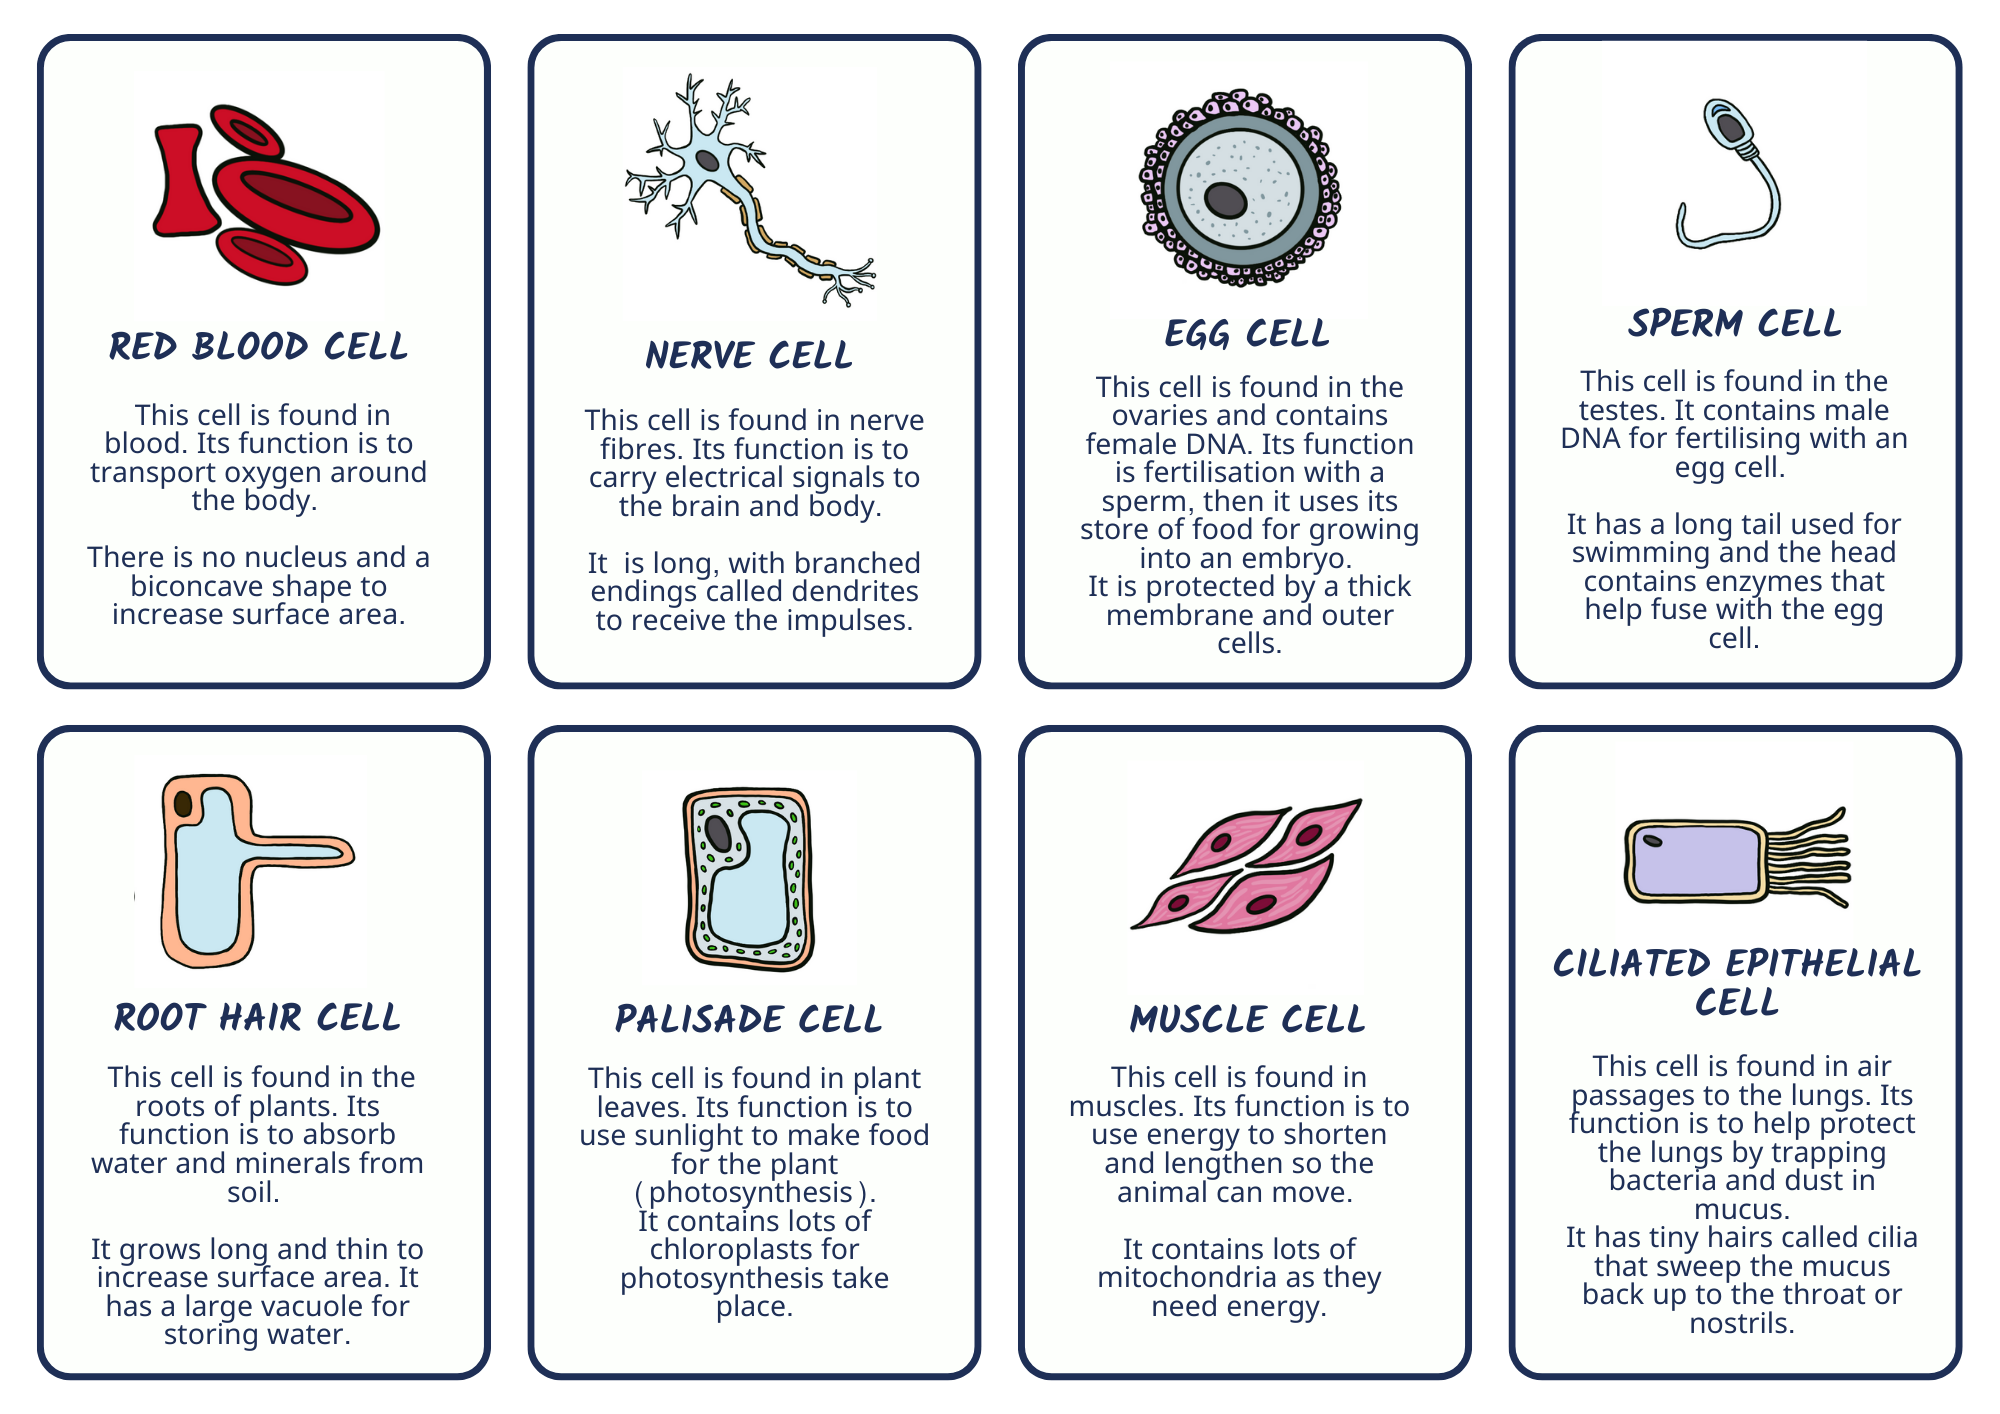 RED BLOOD CELL
This cell is found in
blood. Its function is to
transport oxygen around
the body.
There is no nucleus and a
biconcave shape to
increase surface area.
NERVE CELL
This cell is found in nerve
fibres. Its function is to
carry electrical signals to
the brain and body.
It  is long, with branched
endings called dendrites
to receive the impulses.
EGG CELL
This cell is found in the
ovaries and contains
female DNA. Its function
is fertilisation with a
sperm, then it uses its
store of food for growing
into an embryo.
It is protected by a thick
membrane and outer
cells.
SPERM CELL
This cell is found in the
testes. It contains male
DNA for fertilising with an
egg cell.
It has a long tail used for
swimming and the head
contains enzymes that
help fuse with the egg
cell.
ROOT HAIR CELL
This cell is found in the
roots of plants. Its
function is to absorb
water and minerals from
soil.
It grows long and thin to
increase surface area. It
has a large vacuole for
storing water.
PALISADE CELL
This cell is found in plant
leaves. Its function is to
use sunlight to make food
for the plant
(photosynthesis).
It contains lots of
chloroplasts for
photosynthesis take
place.
MUSCLE CELL
This cell is found in
muscles. Its function is to
use energy to shorten
and lengthen so the
animal can move.
It contains lots of
mitochondria as they
need energy.
CILIATED EPITHELIAL
CELL
This cell is found in air
passages to the lungs. Its
function is to help protect
the lungs by trapping
bacteria and dust in
mucus.
It has tiny hairs called cilia
that sweep the mucus
back up to the throat or
nostrils.